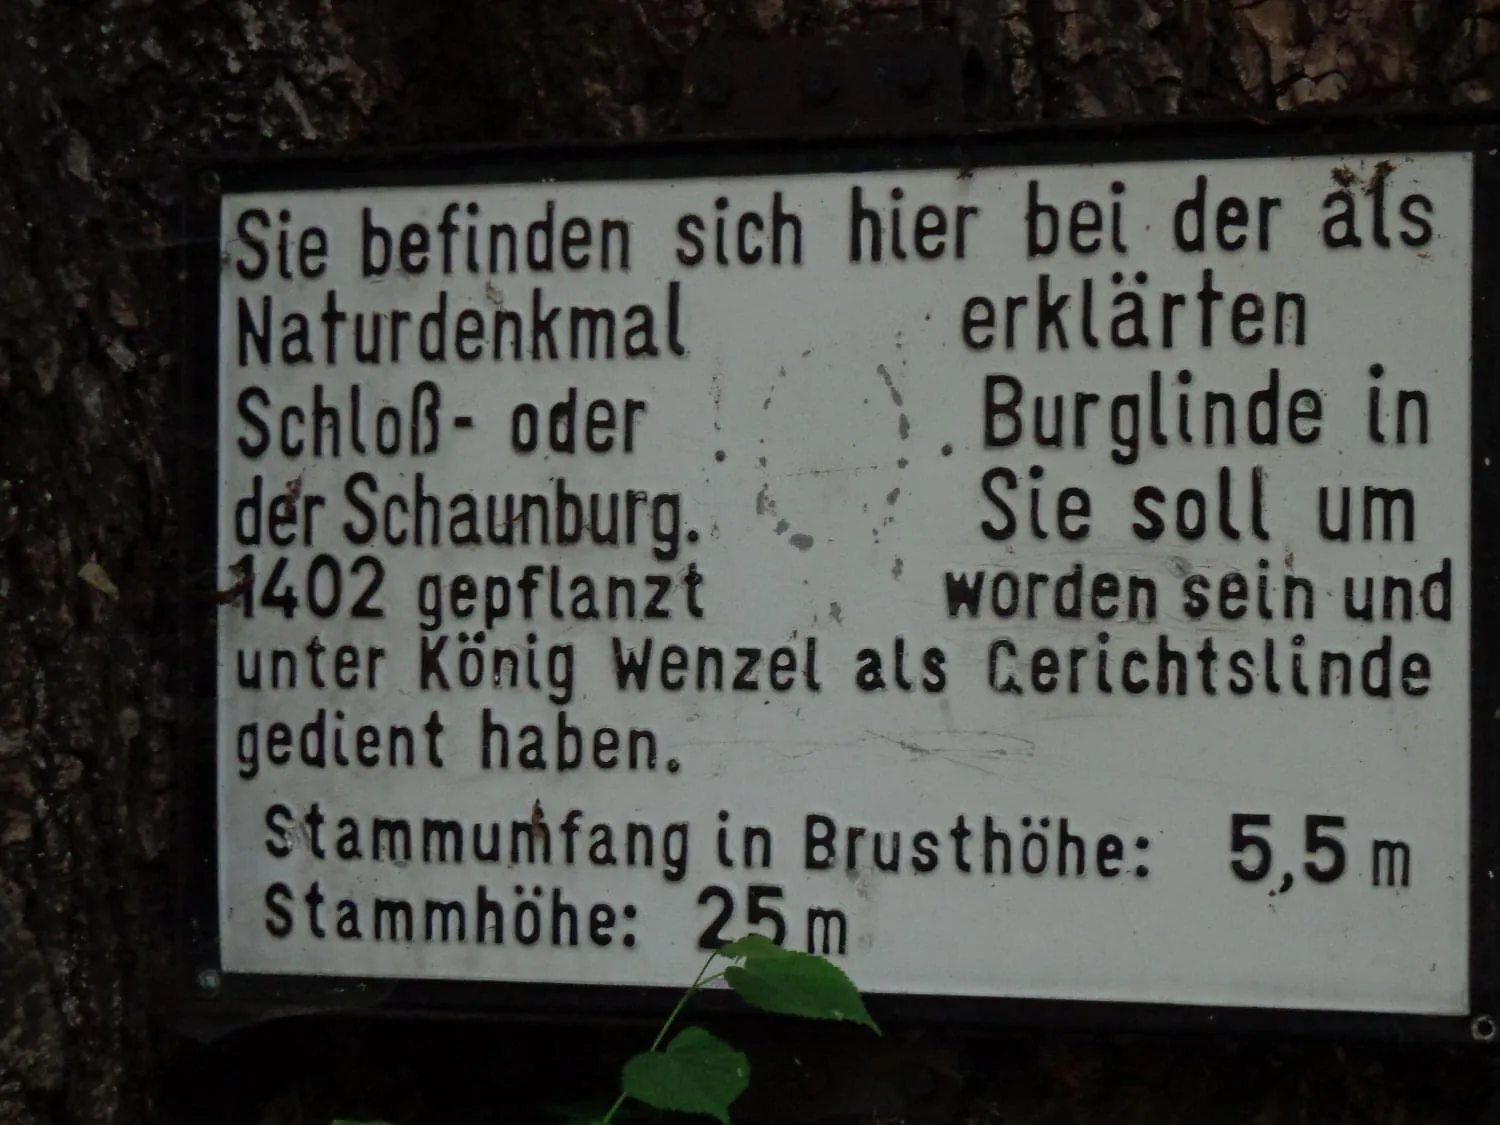 Sie befinden sich hier bei der als
Naturdenkmal erklärten
Schloß- oder Burglinde in
der Schaunburg. Sie soll um
1402 gepflanzt worden sein und
unter König Wenzel als Gerichtslinde
gedient haben.
Stammumfang in Brusthöhe: 5,5 m
Stammhöhe: 25 m